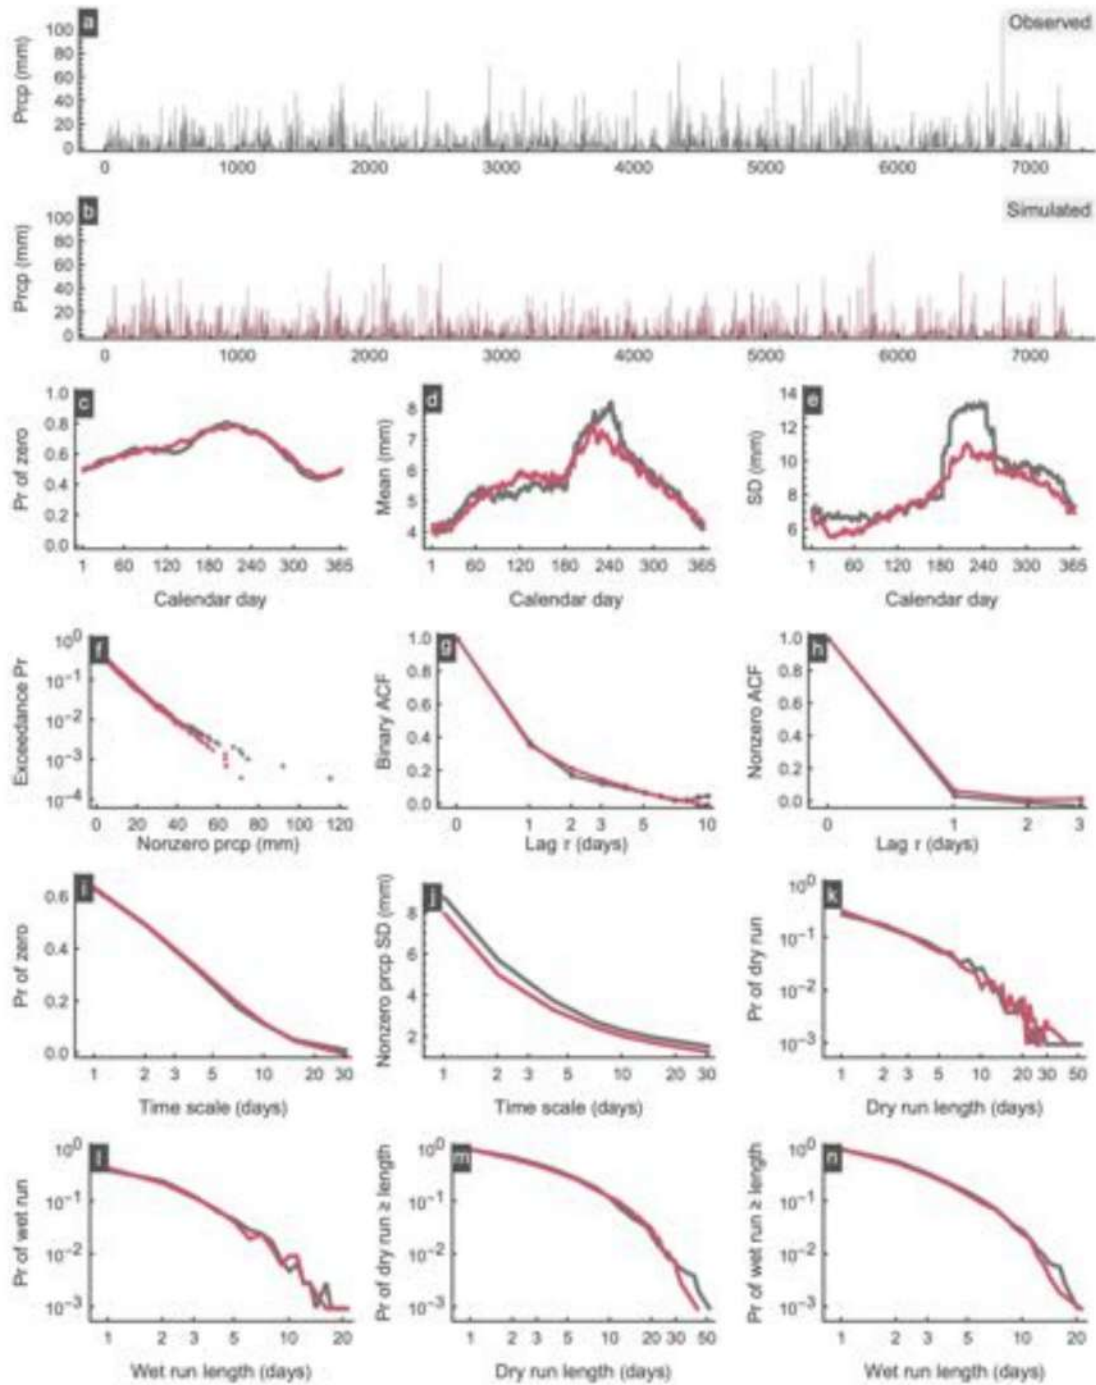 a
Observed
Prcp (mm)
100
80
60
40
20
0
0 1000 2000 3000 4000 5000 6000 7000
b
Simulated
Prcp (mm)
100
80
60
40
20
0
0 1000 2000 3000 4000 5000 6000 7000
c
Pr of zero
1.0
0.8
0.6
0.4
0.2
0.0
1 60 120 180 240 300 365
Calendar day
d
Mean (mm)
8
7
6
5
4
1 60 120 180 240 300 365
Calendar day
e
SD (mm)
14
12
10
8
6
1 60 120 180 240 300 365
Calendar day
f
Exceedance Pr
10^0
10^-1
10^-2
10^-3
10^-4
0 20 40 60 80 100 120
Nonzero prcp (mm)
g
Binary ACF
1.0
0.8
0.6
0.4
0.2
0.0
0 1 2 3 5 10
Lag τ (days)
h
Nonzero ACF
1.0
0.8
0.6
0.4
0.2
0.0
0 1 2 3
Lag τ (days)
i
Pr of zero
0.6
0.4
0.2
0.0
1 2 3 5 10 20 30
Time scale (days)
j
Nonzero prcp SD (mm)
8
6
4
2
1 2 3 5 10 20 30
Time scale (days)
k
Pr of dry run
10^0
10^-1
10^-2
10^-3
1 2 3 5 10 20 30 50
Dry run length (days)
l
Pr of wet run
10^0
10^-1
10^-2
10^-3
1 2 3 5 10 20
Wet run length (days)
m
Pr of dry run ≥ length
10^0
10^-1
10^-2
10^-3
1 2 3 5 10 20 30 50
Dry run length (days)
n
Pr of wet run ≥ length
10^0
10^-1
10^-2
10^-3
1 2 3 5 10 20
Wet run length (days)